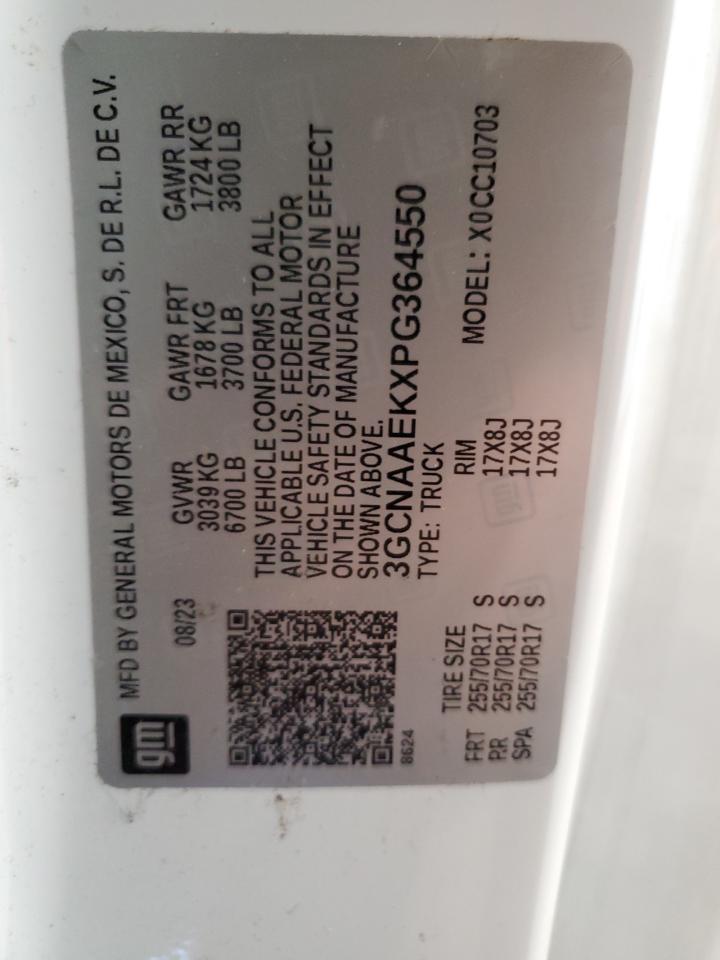 gm
MFD BY GENERAL MOTORS DE MEXICO, S. DE R.L. DE C.V.
08/23
GVWR GAWR FRT GAWR RR
3039 KG 1678 KG 1724 KG
6700 LB 3700 LB 3800 LB
THIS VEHICLE CONFORMS TO ALL
APPLICABLE U.S. FEDERAL MOTOR
VEHICLE SAFETY STANDARDS IN EFFECT
ON THE DATE OF MANUFACTURE
SHOWN ABOVE.
3GCNAAEKXPG364550
8624
TYPE: TRUCK
TIRE SIZE RIM MODEL: X0CC10703
FRT 255/70R17 S 17X8J
RR 255/70R17 S 17X8J
SPA 255/70R17 S 17X8J